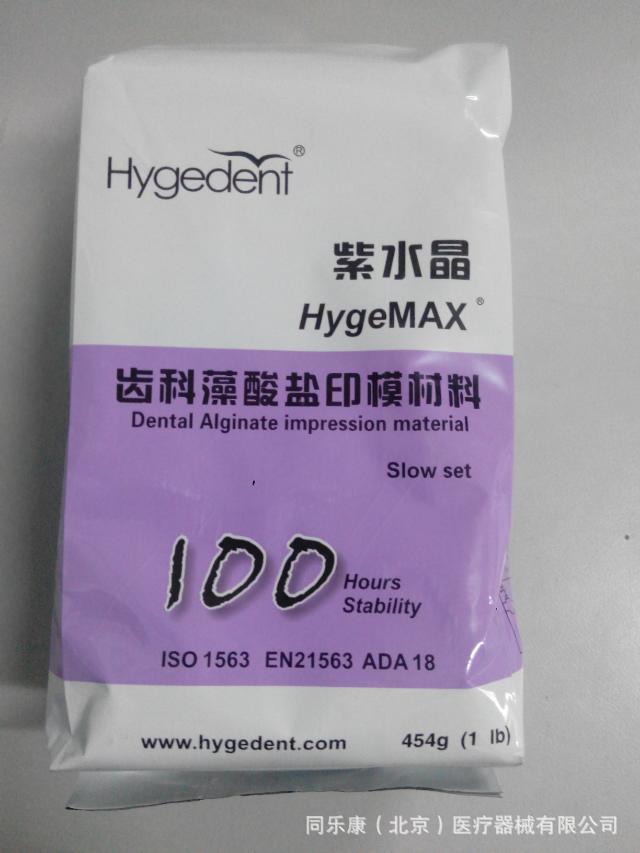 Hygedent®
紫水晶
HygeMAX®
齿科藻酸盐印模材料
Dental Alginate impression material
Slow set
100 Hours
Stability
ISO 1563 EN21563 ADA 18
www.hygedent.com 454g (1 lb)
同乐康（北京）医疗器械有限公司